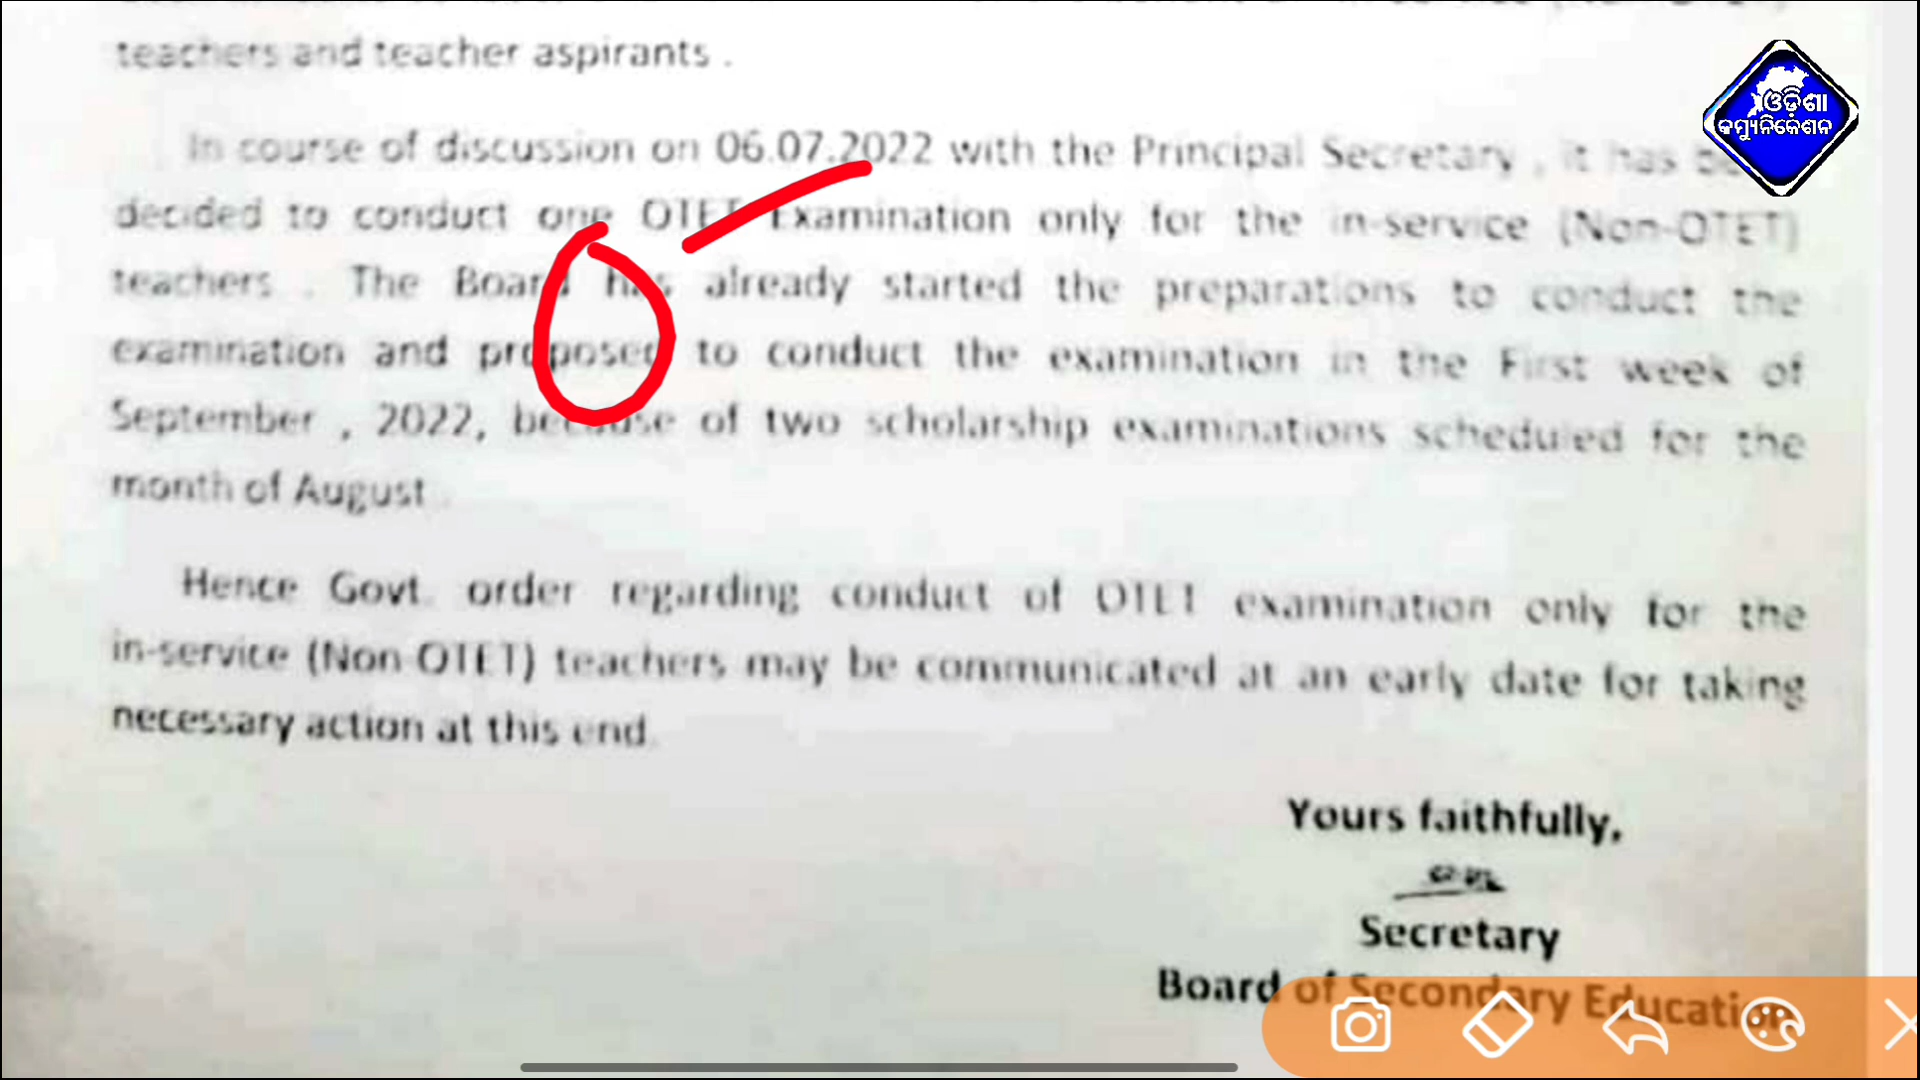 teachers and teacher aspirants .
ଓଡ଼ିଶା
କମ୍ୟୁନିକେଶନ
In course of discussion on 06.07.2022 with the Principal Secretary , it has
decided to conduct one OTET Examination only for the in-service (Non-OTET)
teachers . The Board has already started the preparations to conduct the
examination and proposed to conduct the examination in the First week of
September , 2022, because of two scholarship examinations scheduled for the
month of August .
Hence Govt. order regarding conduct of OTET examination only for the
in-service (Non-OTET) teachers may be communicated at an early date for taking
necessary action at this end.
Yours faithfully,
Secretary
Board of Secondary Education